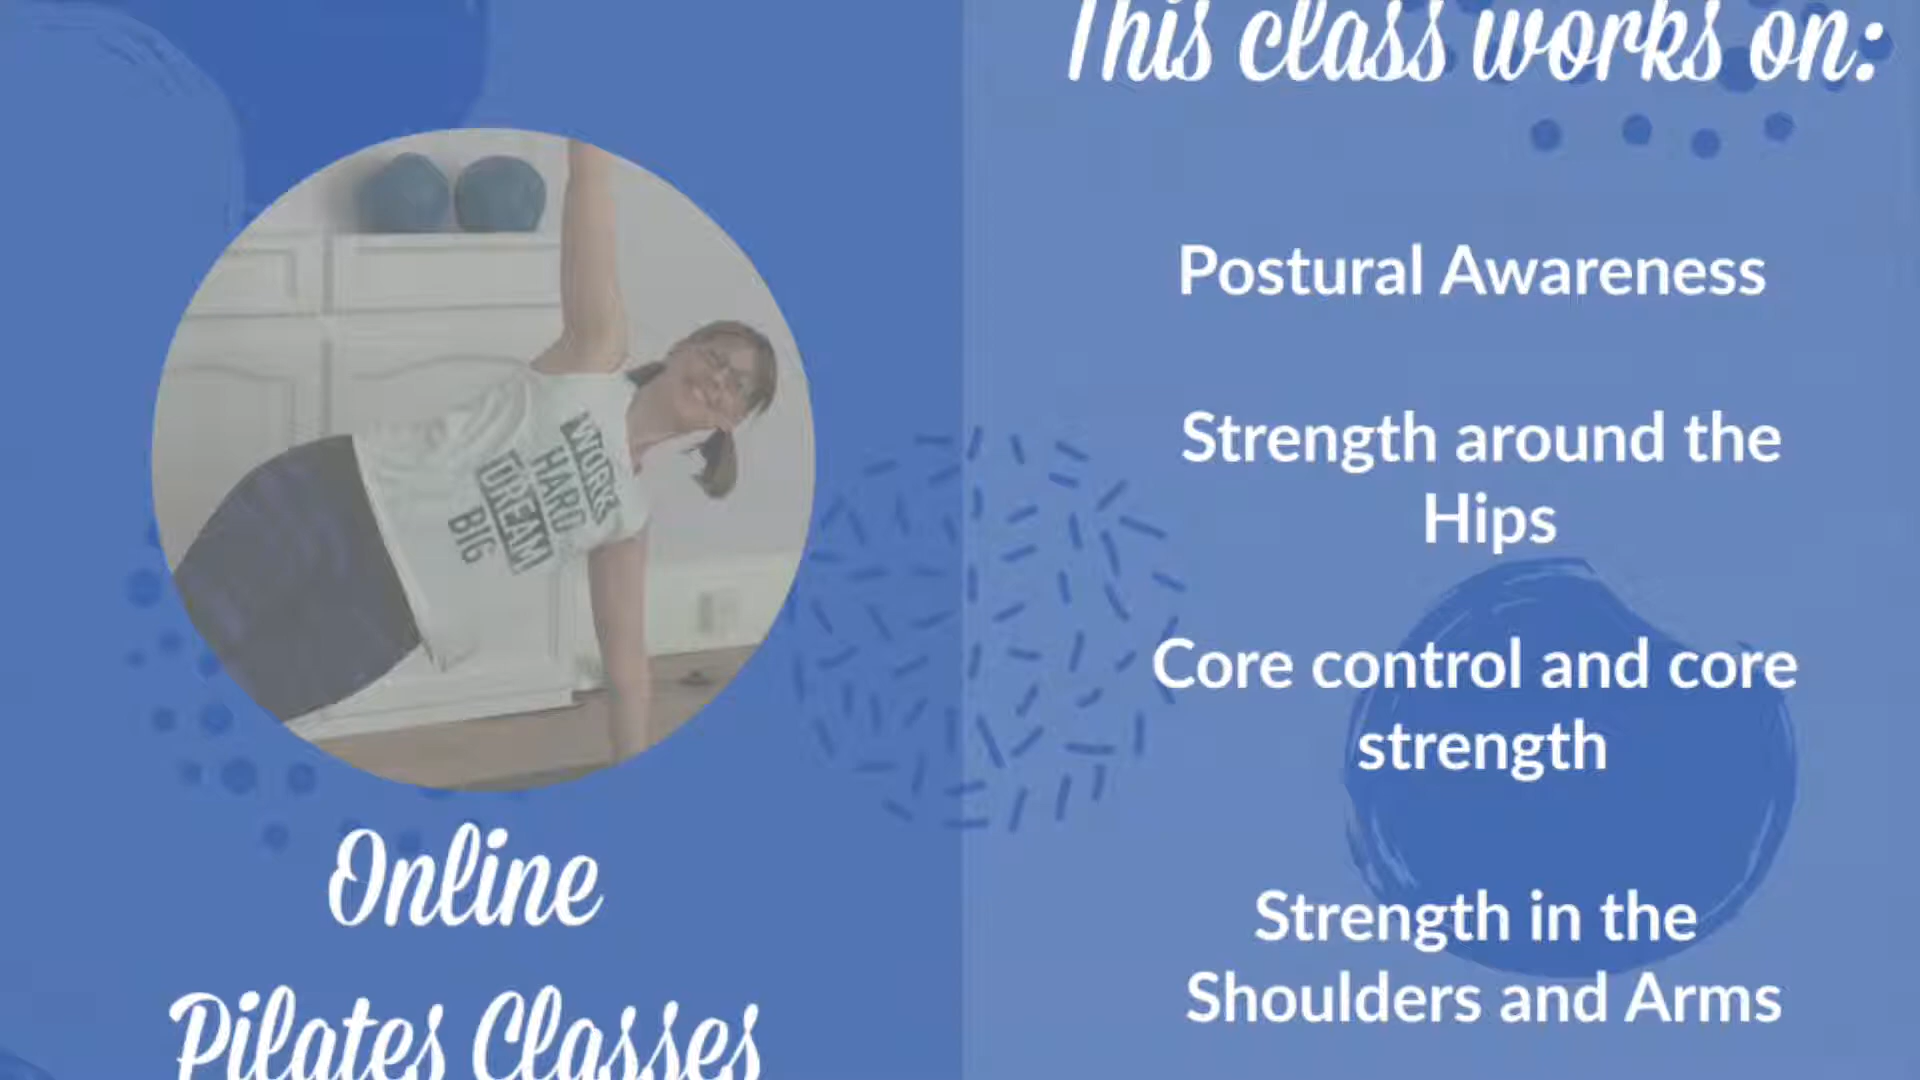 This class works on:
Postural Awareness
Strength around the
Hips
Core control and core
strength
Strength in the
Shoulders and Arms
WORK
HARD
DREAM
BIG
Online
Pilates Classes